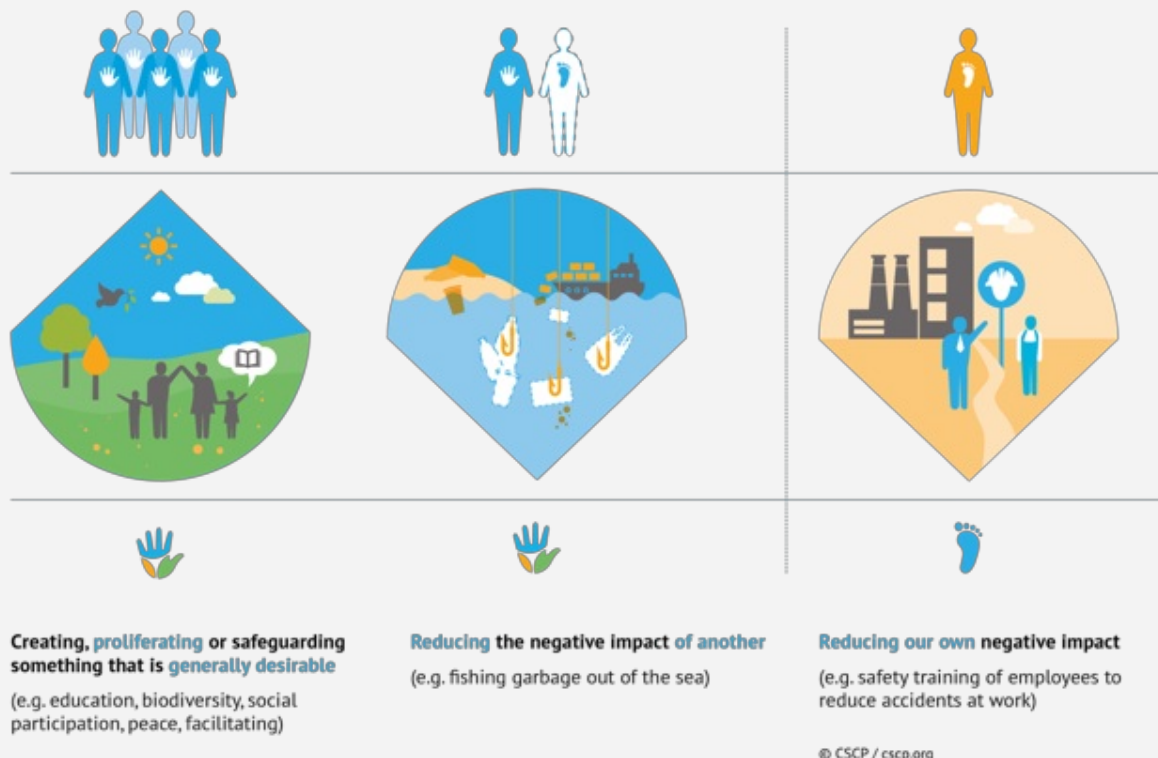 Creating, proliferating or safeguarding
something that is generally desirable
(e.g. education, biodiversity, social
participation, peace, facilitating)
Reducing the negative impact of another
(e.g. fishing garbage out of the sea)
Reducing our own negative impact
(e.g. safety training of employees to
reduce accidents at work)
© CSCP / cscp.org